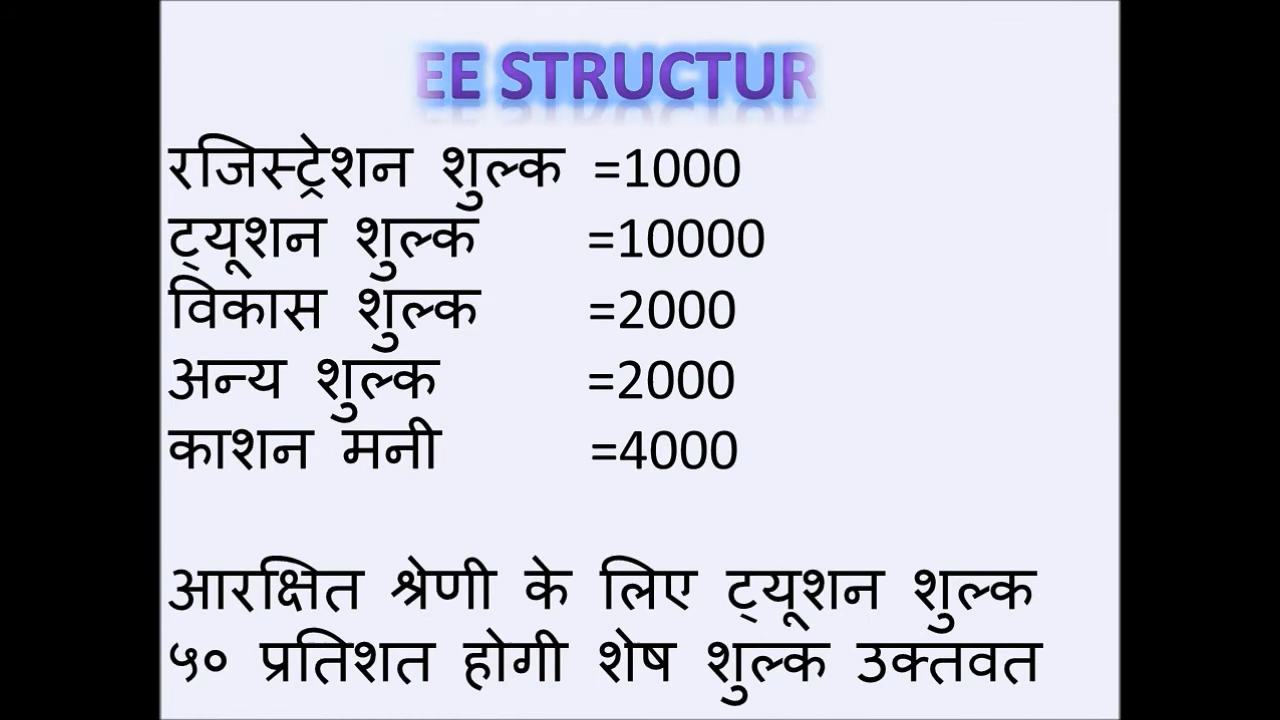 EE STRUCTUR
रजिस्ट्रेशन शुल्क =1000
ट्यूशन शुल्क =10000
विकास शुल्क =2000
अन्य शुल्क =2000
काशन मनी =4000
आरक्षित श्रेणी के लिए ट्यूशन शुल्क
५० प्रतिशत होगी शेष शुल्क उक्तवत